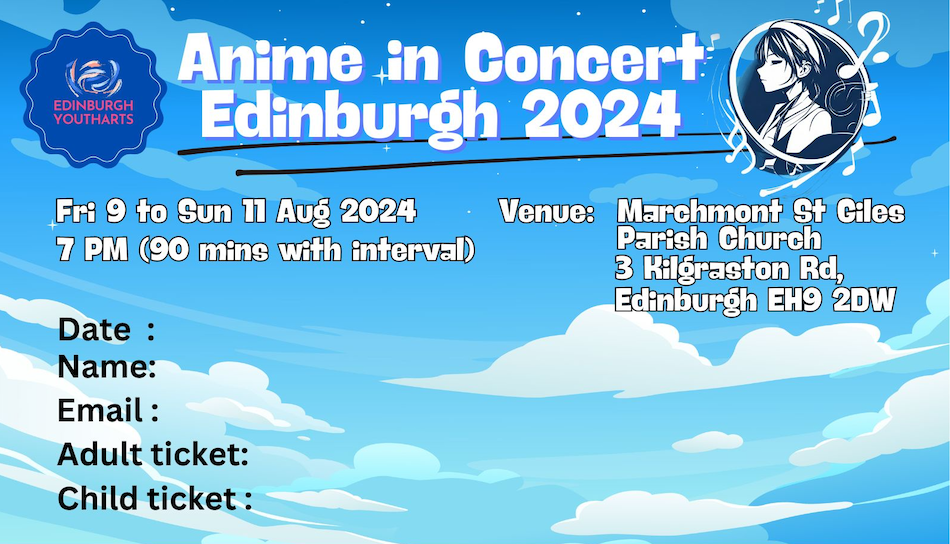 EDINBURGH
YOUTHARTS
Anime in Concert
Edinburgh 2024
Fri 9 to Sun 11 Aug 2024
7 PM (90 mins with interval)
Venue: Marchmont St Giles
Parish Church
3 Kilgraston Rd,
Edinburgh EH9 2DW
Date :
Name:
Email :
Adult ticket:
Child ticket :